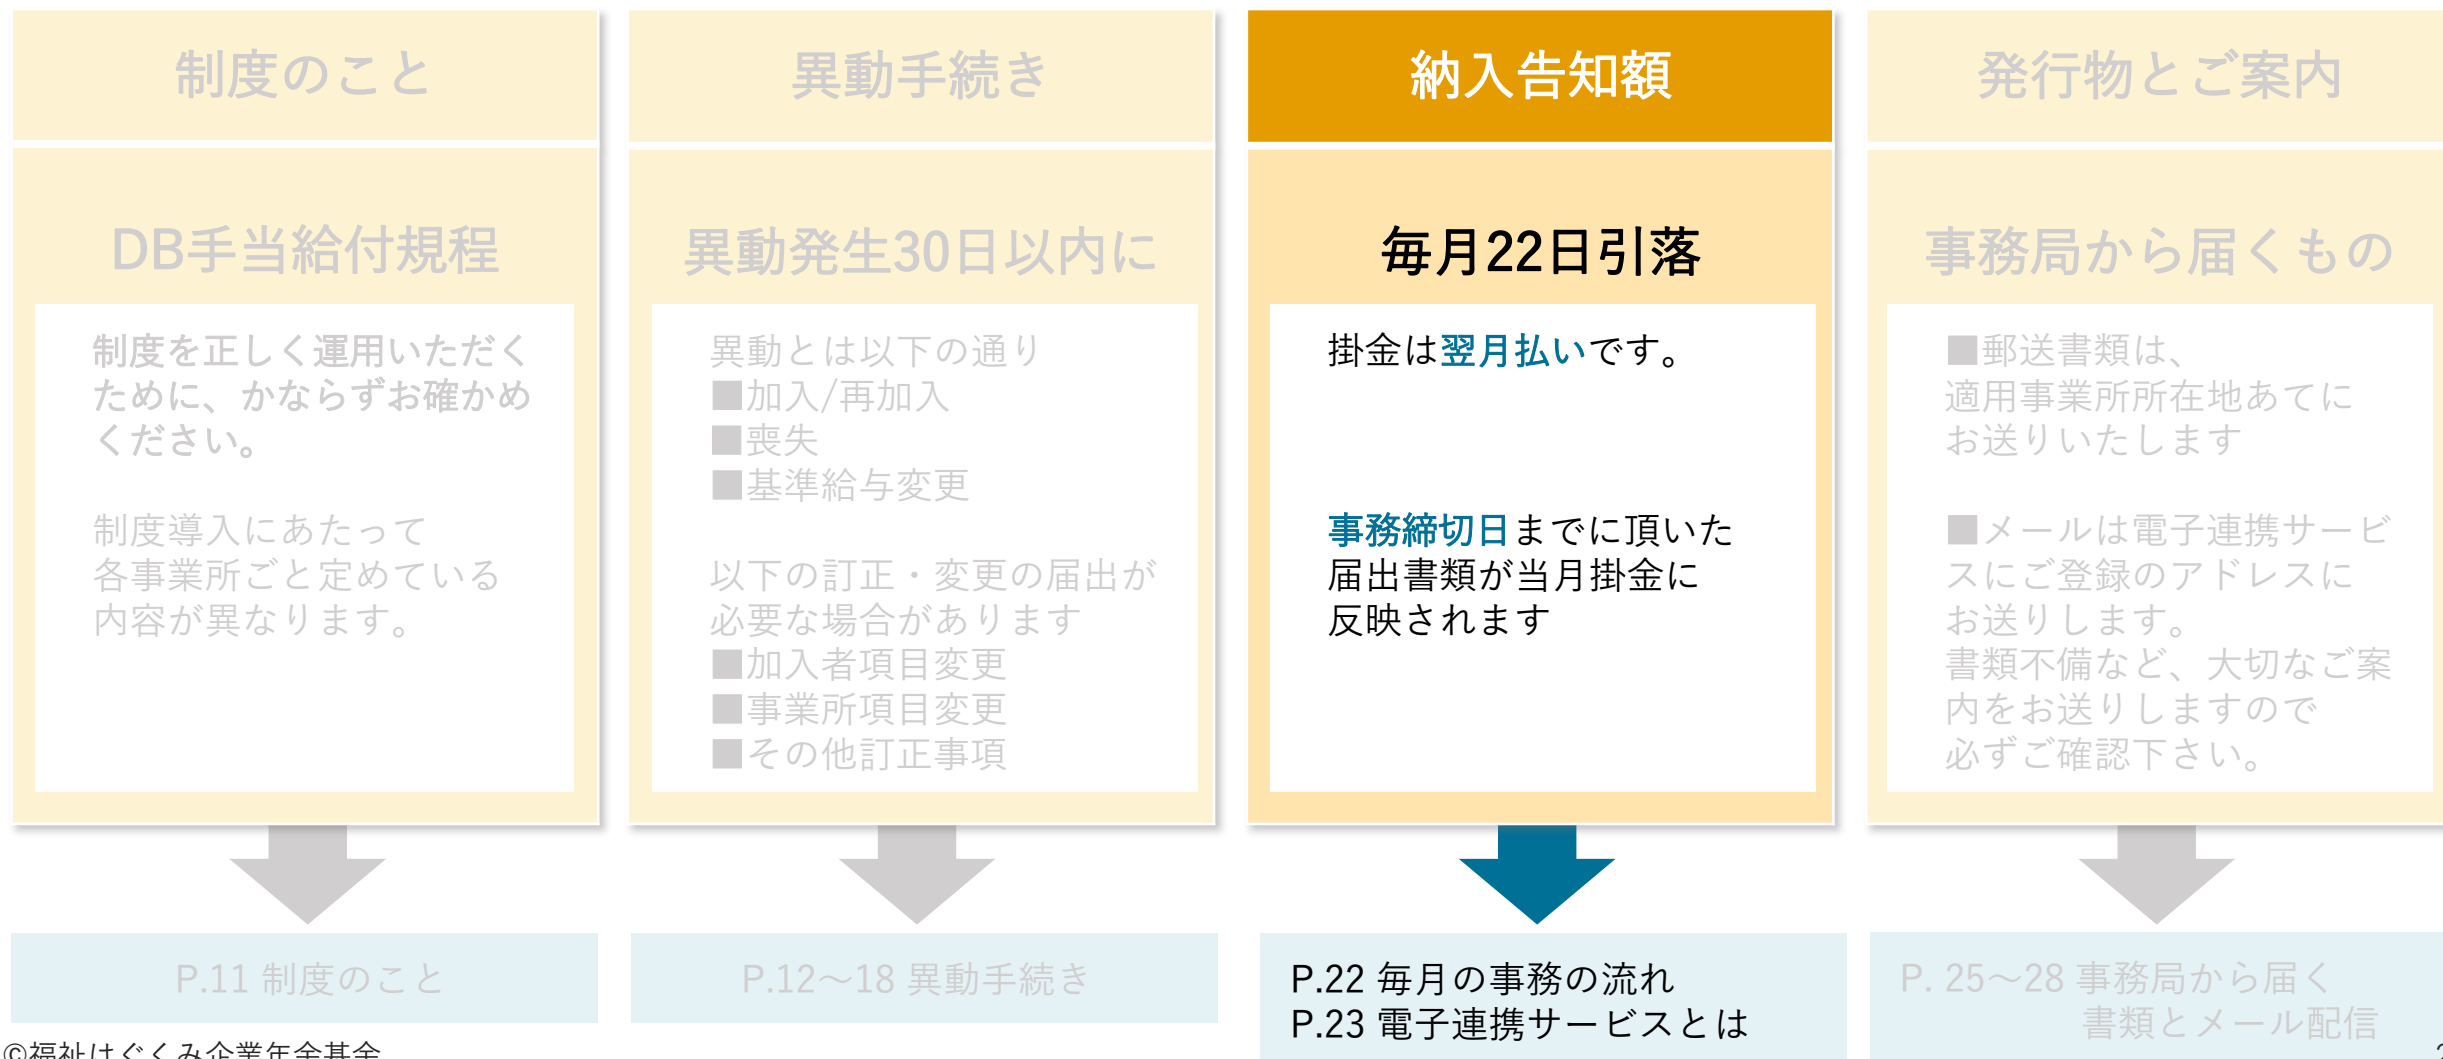 制度のこと
DB手当給付規程
制度を正しく運用いただく
ために、かならずお確かめ
ください。
制度導入にあたって
各事業所ごと定めている
内容が異なります。
P.11 制度のこと
異動手続き
異動発生30日以内に
異動とは以下の通り
■加入/再加入
■喪失
■基準給与変更
以下の訂正・変更の届出が
必要な場合があります
■加入者項目変更
■事業所項目変更
■その他訂正事項
P.12～18 異動手続き
納入告知額
毎月22日引落
掛金は翌月払いです。
事務締切日までに頂いた
届出書類が当月掛金に
反映されます
P.22 毎月の事務の流れ
P.23 電子連携サービスとは
発行物とご案内
事務局から届くもの
■郵送書類は、
適用事業所所在地あてに
お送りいたします
■メールは電子連携サービ
スにご登録のアドレスに
お送りします。
書類不備など、大切なご案
内をお送りしますので
必ずご確認下さい。
P. 25～28 事務局から届く
書類とメール配信
©福祉はぐくみ企業年金基金